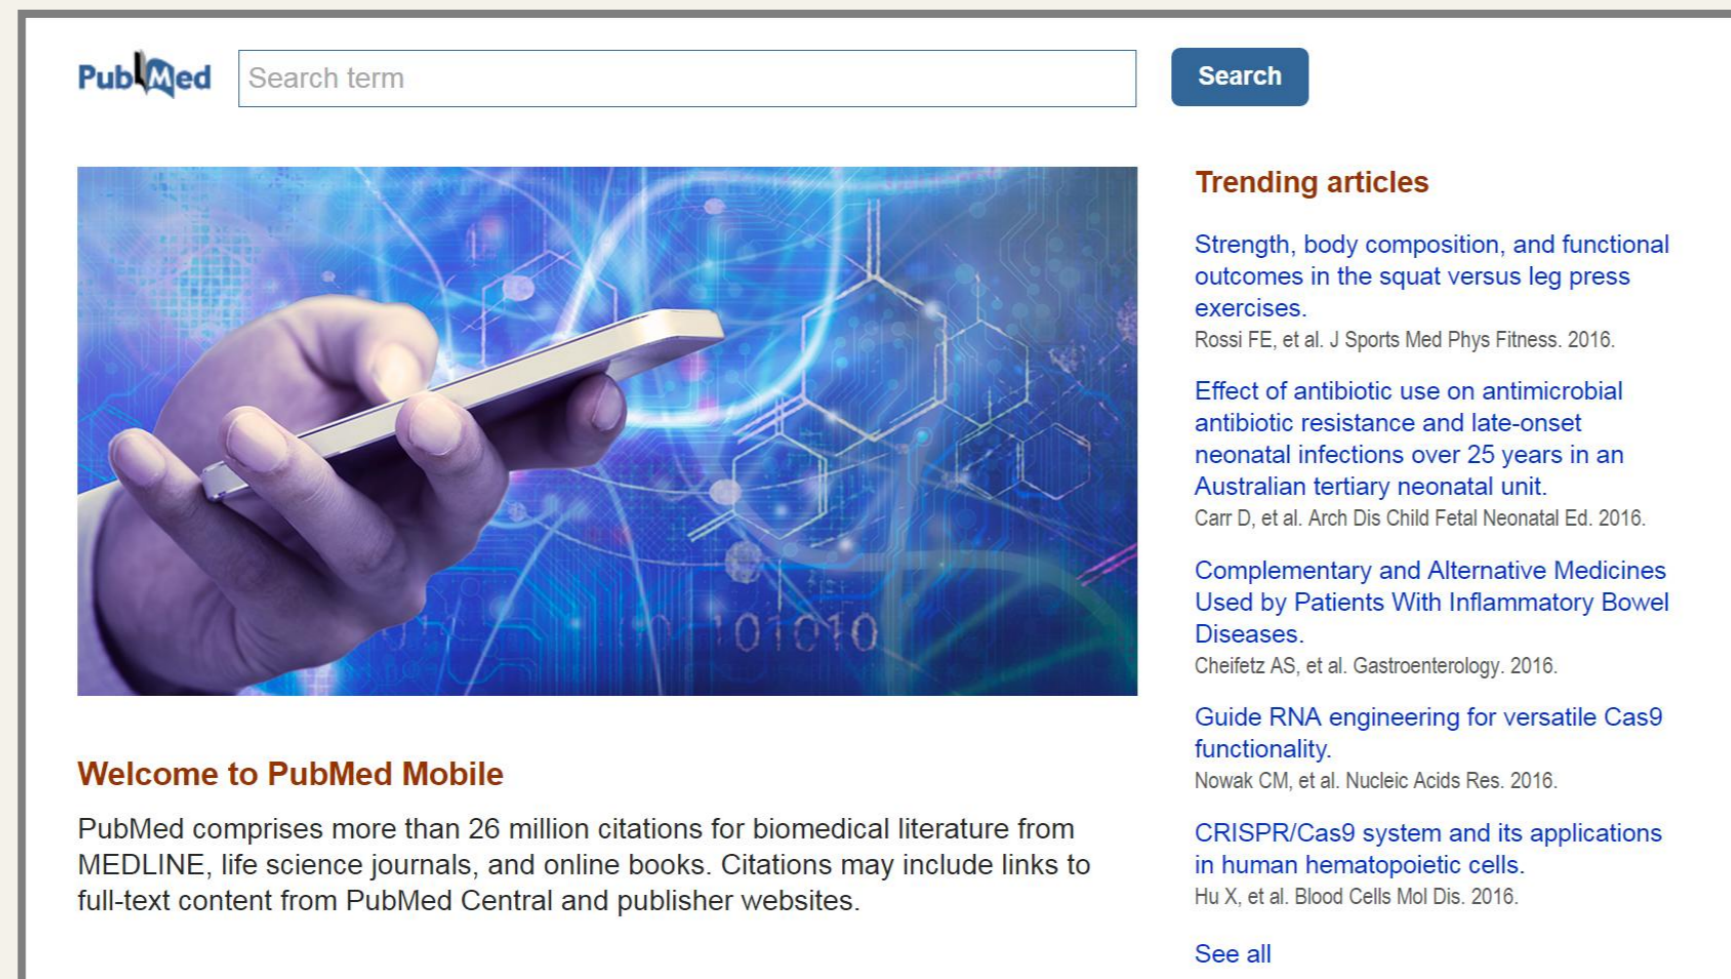 PubMed
Search term
Search
Trending articles
Strength, body composition, and functional
outcomes in the squat versus leg press
exercises.
Rossi FE, et al. J Sports Med Phys Fitness. 2016.
Effect of antibiotic use on antimicrobial
antibiotic resistance and late-onset
neonatal infections over 25 years in an
Australian tertiary neonatal unit.
Carr D, et al. Arch Dis Child Fetal Neonatal Ed. 2016.
Complementary and Alternative Medicines
Used by Patients With Inflammatory Bowel
Diseases.
Cheifetz AS, et al. Gastroenterology. 2016.
Guide RNA engineering for versatile Cas9
functionality.
Nowak CM, et al. Nucleic Acids Res. 2016.
CRISPR/Cas9 system and its applications
in human hematopoietic cells.
Hu X, et al. Blood Cells Mol Dis. 2016.
See all
101010
Welcome to PubMed Mobile
PubMed comprises more than 26 million citations for biomedical literature from
MEDLINE, life science journals, and online books. Citations may include links to
full-text content from PubMed Central and publisher websites.